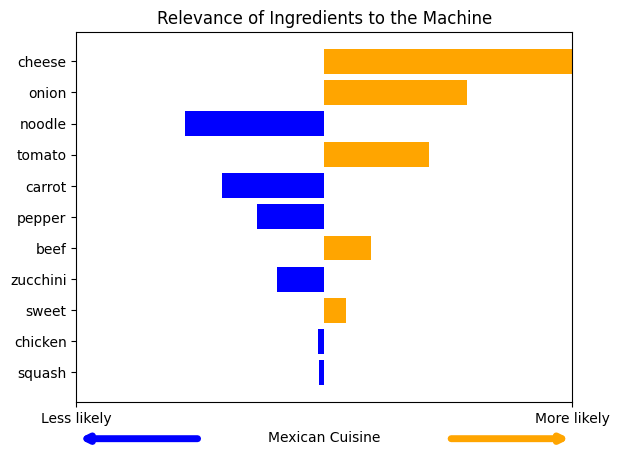 Relevance of Ingredients to the Machine
cheese
onion
noodle
tomato
carrot
pepper
beef
zucchini
sweet
chicken
squash
Less likely More likely
Mexican Cuisine